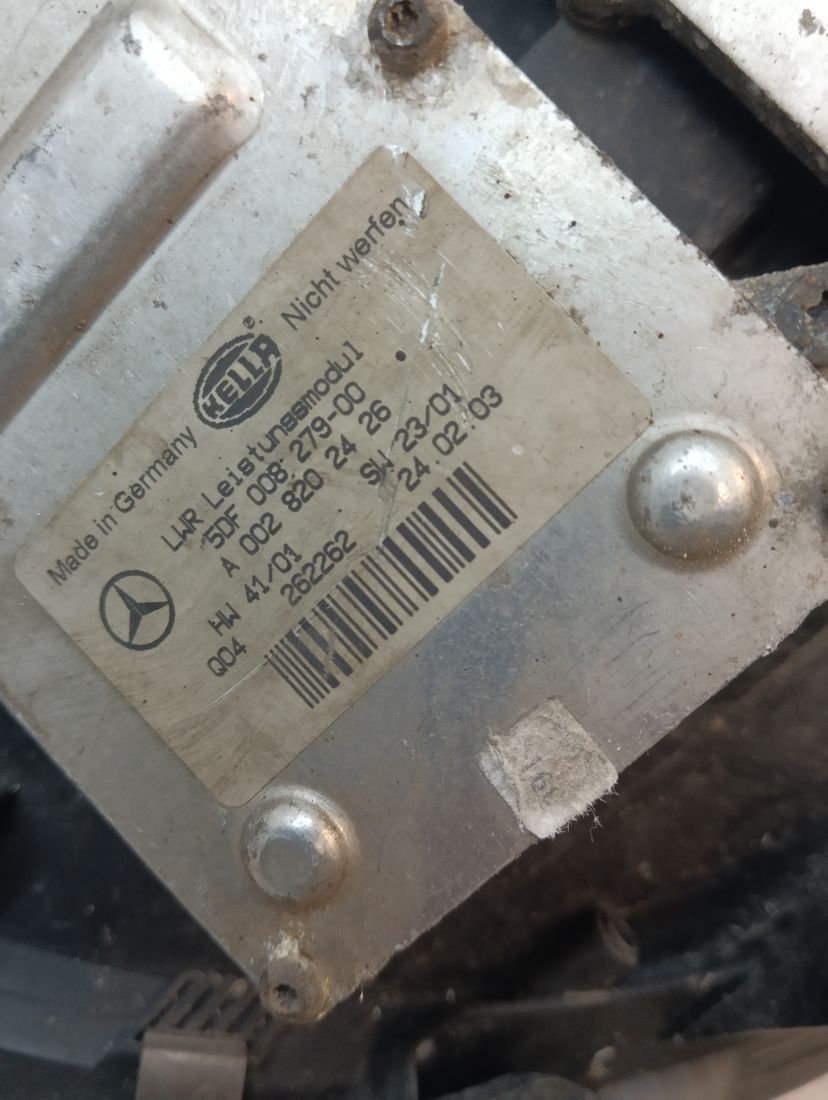 Made in Germany HELLA® Nicht werfen
LWR Leistungsmodul
5DF 008 279-00
A 002 820 24 26
HW 41/01 SW 23/01
Q04 262262 24.02.03